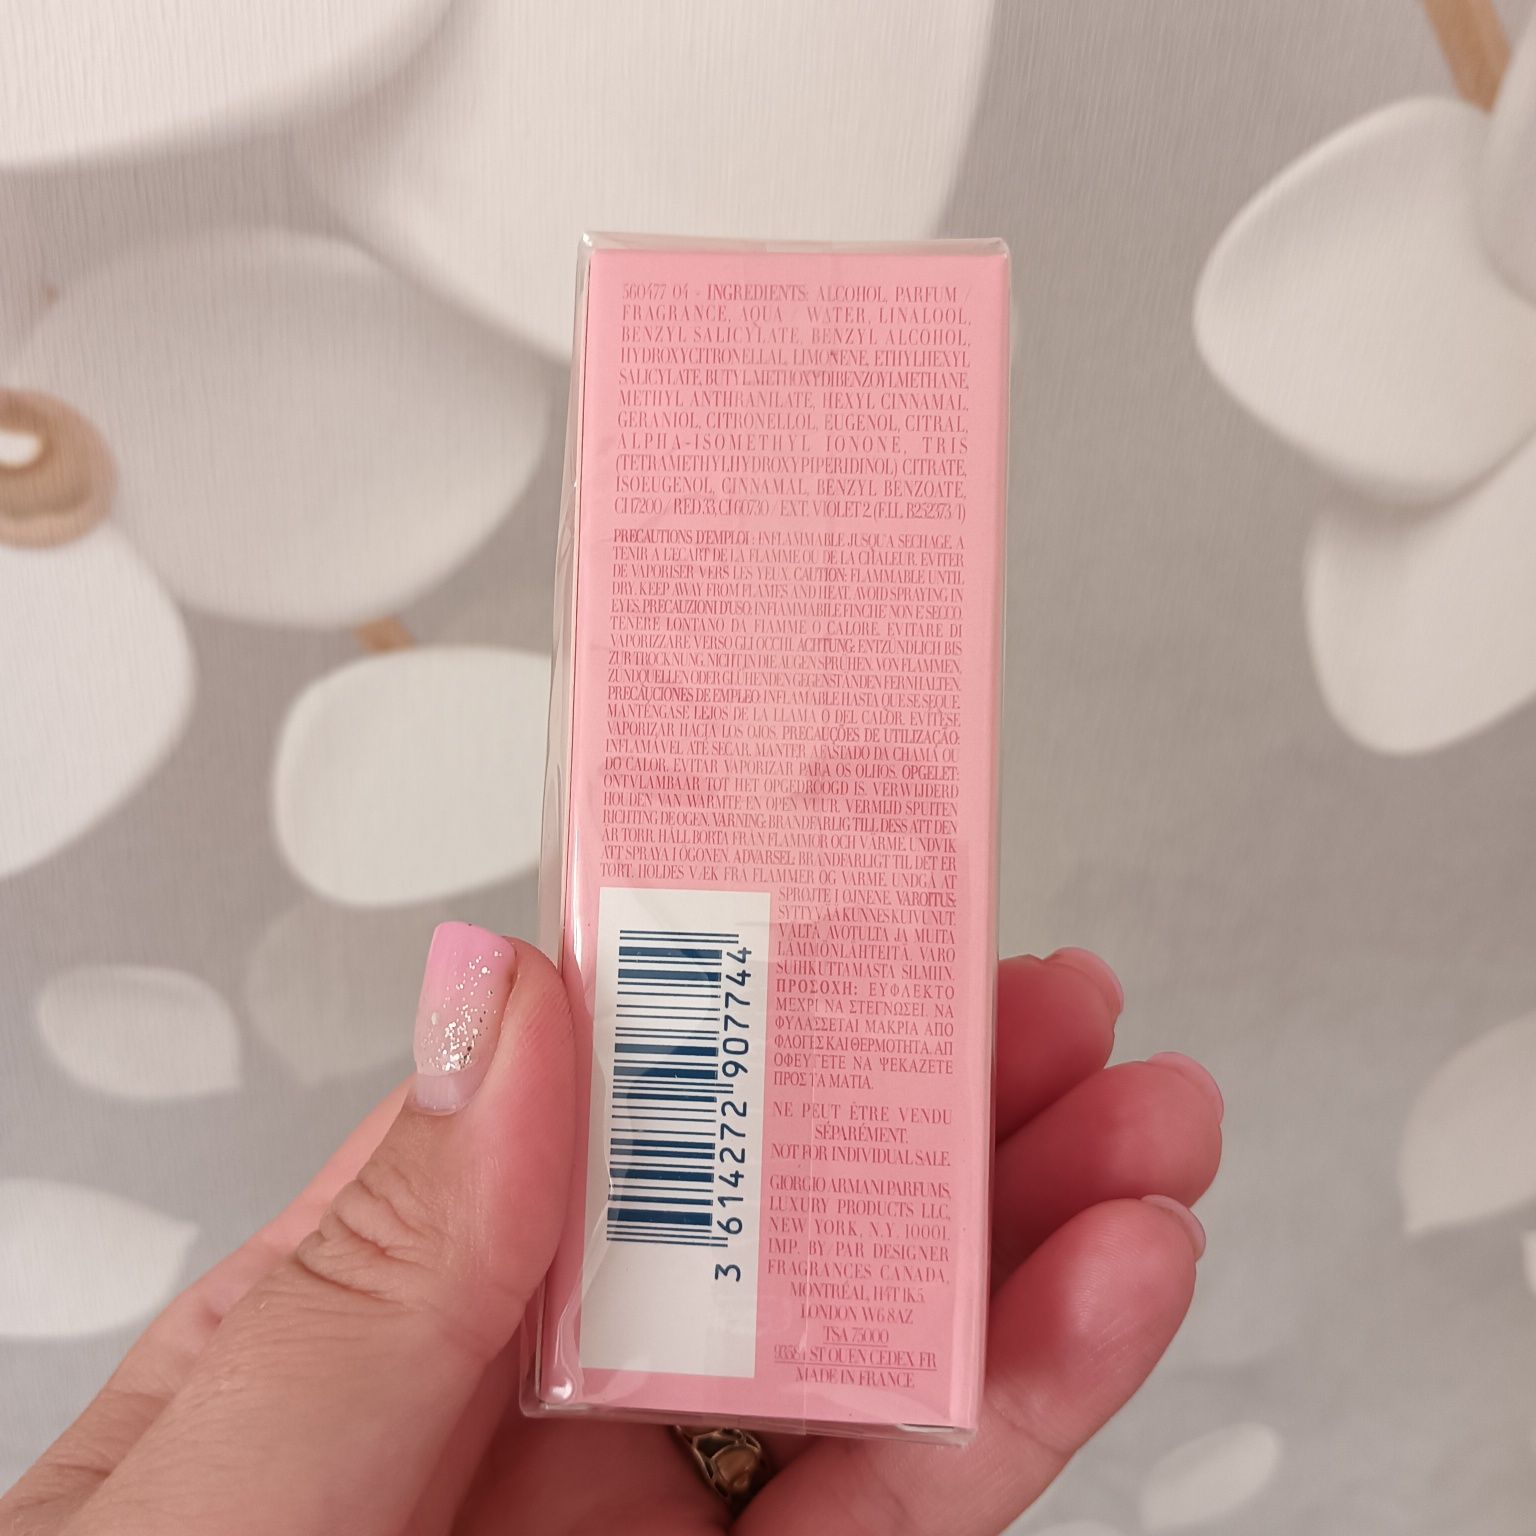 560477 04 - INGREDIENTS: ALCOHOL, PARFUM /
FRAGRANCE, AQUA / WATER, LINALOOL,
BENZYL SALICYLATE, BENZYL ALCOHOL,
HYDROXYCITRONELLAL, LIMONENE, ETHYLHEXYL
SALICYLATE, BUTYL METHOXYDIBENZOYLMETHANE,
METHYL ANTHRANILATE, HEXYL CINNAMAL,
GERANIOL, CITRONELLOL, EUGENOL, CITRAL,
ALPHA-ISOMETHYL IONONE, TRIS
(TETRAMETHYLHYDROXYPIPERIDINOL) CITRATE,
ISOEUGENOL, CINNAMAL, BENZYL BENZOATE,
CI 17200 / RED 33, CI 60730 / EXT. VIOLET 2 (F.I.L. B252373/1)
PRECAUTIONS D'EMPLOI : INFLAMMABLE JUSQU'A SECHAGE. A
TENIR A L'ECART DE LA FLAMME OU DE LA CHALEUR. EVITER
DE VAPORISER VERS LES YEUX. CAUTION: FLAMMABLE UNTIL
DRY. KEEP AWAY FROM FLAMES AND HEAT. AVOID SPRAYING IN
EYES. PRECAUZIONI D'USO: INFIAMMABILE FINCHE NON E SECCO.
TENERE LONTANO DA FIAMME O CALORE. EVITARE DI
VAPORIZZARE VERSO GLI OCCHI. ACHTUNG: ENTZÜNDLICH BIS
ZUR TROCKNUNG. NICHT IN DIE AUGEN SPRÜHEN. VON FLAMMEN,
ZÜNDQUELLEN ODER GLÜHENDEN GEGENSTÄNDEN FERNHALTEN.
PRECAUCIONES DE EMPLEO: INFLAMABLE HASTA QUE SE SEQUE.
MANTÉNGASE LEJOS DE LA LLAMA O DEL CALOR. EVÍTESE
VAPORIZAR HACIA LOS OJOS. PRECAUÇÕES DE UTILIZAÇÃO:
INFLAMÁVEL ATÉ SECAR. MANTER AFASTADO DA CHAMA OU
DO CALOR. EVITAR VAPORIZAR PARA OS OLHOS. OPGELET:
ONTVLAMBAAR TOT HET OPGEDROOGD IS. VERWIJDERD
HOUDEN VAN WARMTE EN OPEN VUUR. VERMIJD SPUITEN
RICHTING DE OGEN. VARNING: BRANDFARLIG TILL DESS ATT DEN
ÄR TORR. HÅLL BORTA FRÅN FLAMMOR OCH VÄRME. UNDVIK
ATT SPRAYA I ÖGONEN. ADVARSEL: BRANDFARLIGT TIL DET ER
TØRT. HOLDES VÆK FRA FLAMMER OG VARME. UNDGÅ AT
SPRØJTE I ØJNENE. VAROITUS:
SYTTYVÄÄ KUNNES KUIVUNUT.
VÄLTÄ AVOTULTA JA MUITA
LÄMMÖNLÄHTEITÄ. VARO
SUIHKUTTAMASTA SILMIIN.
ΠΡΟΣΟΧΗ: ΕΥΦΛΕΚΤΟ
ΜΕΧΡΙ ΝΑ ΣΤΕΓΝΩΣΕΙ. ΝΑ
ΦΥΛΑΣΣΕΤΑΙ ΜΑΚΡΙΑ ΑΠΟ
ΦΛΟΓΕΣ ΚΑΙ ΘΕΡΜΟΤΗΤΑ. ΑΠ
ΟΦΕΥΓΕΤΕ ΝΑ ΨΕΚΑΖΕΤΕ
ΠΡΟΣ ΤΑ ΜΑΤΙΑ.
NE PEUT ÊTRE VENDU
SÉPARÉMENT.
NOT FOR INDIVIDUAL SALE.
GIORGIO ARMANI PARFUMS,
LUXURY PRODUCTS LLC,
NEW YORK, N.Y. 10001.
IMP. BY / PAR DESIGNER
FRAGRANCES CANADA,
MONTRÉAL, H4T 1K5.
LONDON W6 8AZ
TSA 75000
93584 ST OUEN CEDEX FR
MADE IN FRANCE
3 614272 907744